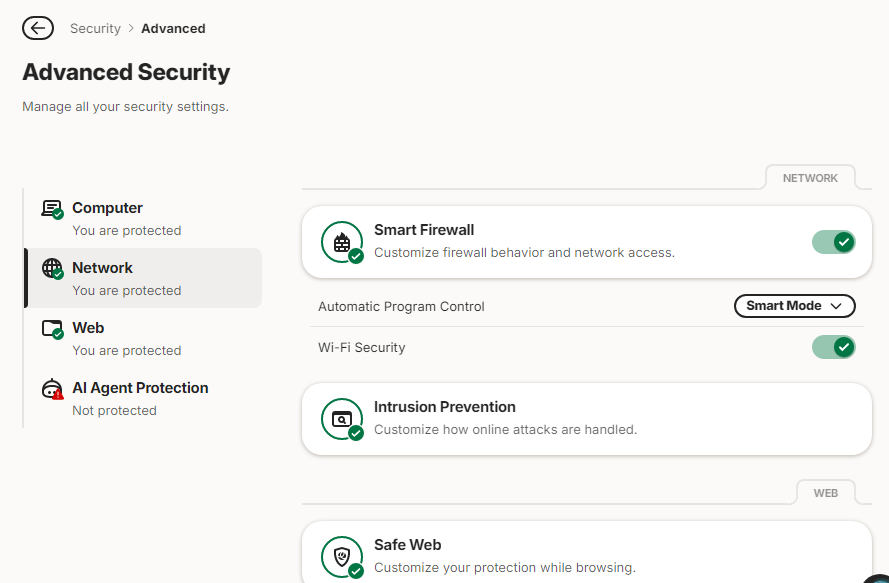 Security > Advanced
Advanced Security
Manage all your security settings.
Computer
You are protected
Network
You are protected
Web
You are protected
AI Agent Protection
Not protected
NETWORK
Smart Firewall
Customize firewall behavior and network access.
Automatic Program Control
Smart Mode
Wi-Fi Security
Intrusion Prevention
Customize how online attacks are handled.
WEB
Safe Web
Customize your protection while browsing.